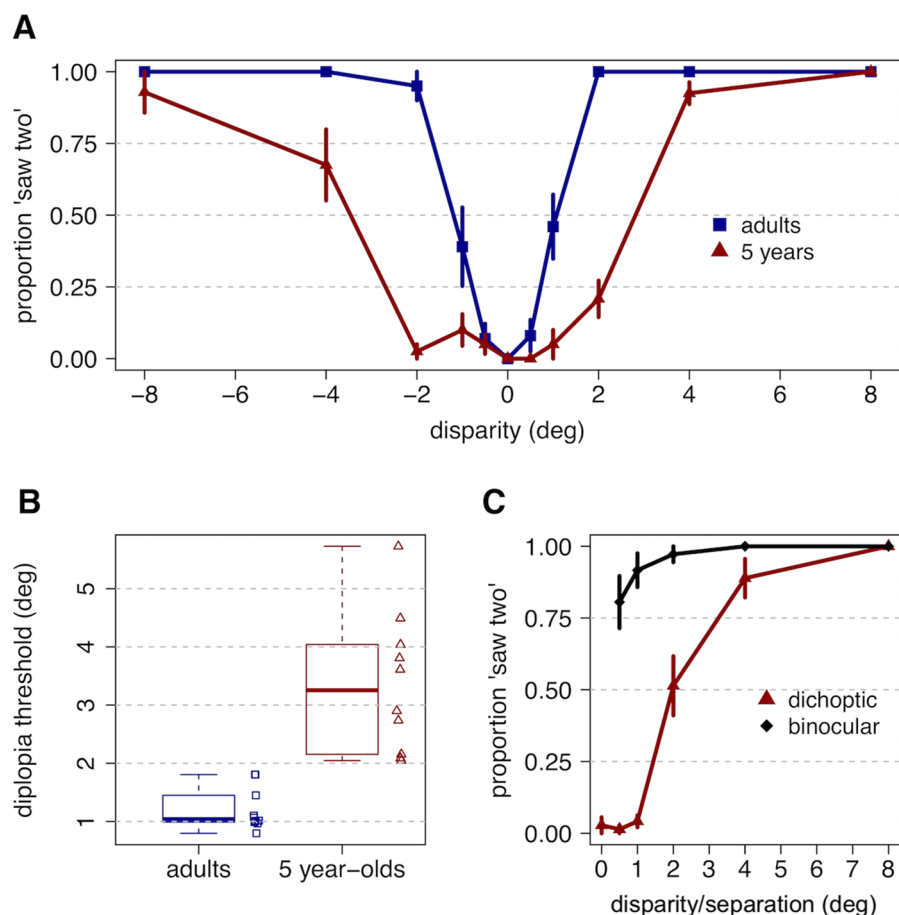 A
proportion 'saw two'
1.00
0.75
0.50
0.25
0.00
adults
5 years
−8 −6 −4 −2 0 2 4 6 8
disparity (deg)
B
diplopia threshold (deg)
5
4
3
2
1
adults 5 year−olds
C
proportion 'saw two'
1.00
0.75
0.50
0.25
0.00
dichoptic
binocular
0 1 2 3 4 5 6 7 8
disparity/separation (deg)